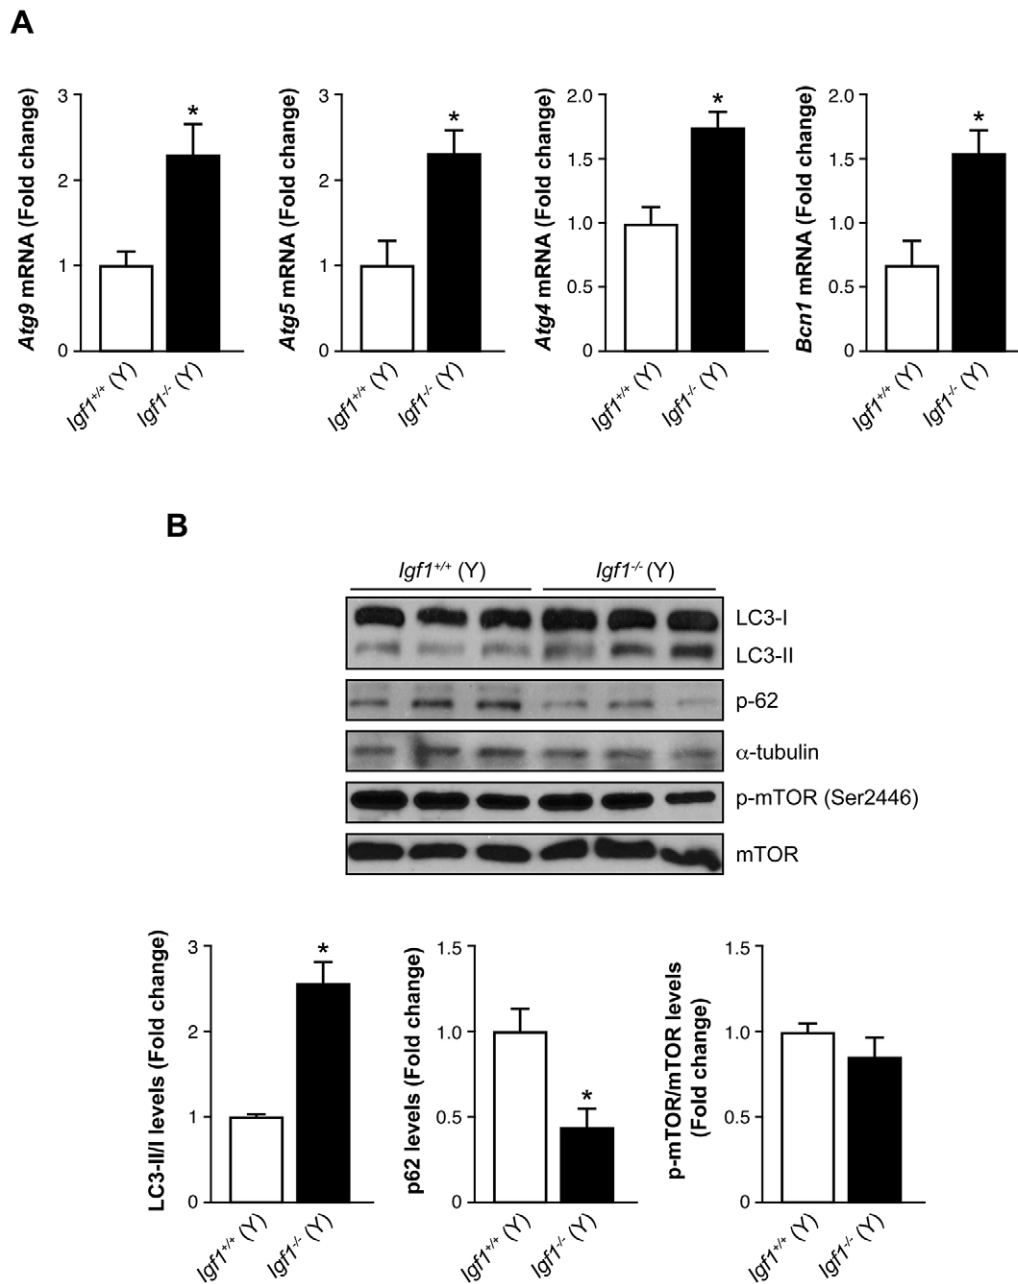 A
Atg9 mRNA (Fold change)
3
2
1
0
Igf1+/+ (Y)
Igf1-/- (Y)
*
Atg5 mRNA (Fold change)
3
2
1
0
Igf1+/+ (Y)
Igf1-/- (Y)
*
Atg4 mRNA (Fold change)
2.0
1.5
1.0
0.5
0
Igf1+/+ (Y)
Igf1-/- (Y)
*
Bcn1 mRNA (Fold change)
2.0
1.5
1.0
0.5
0
Igf1+/+ (Y)
Igf1-/- (Y)
*
B
Igf1+/+ (Y)
Igf1-/- (Y)
LC3-I
LC3-II
p-62
α-tubulin
p-mTOR (Ser2446)
mTOR
LC3-II/I levels (Fold change)
3
2
1
0
Igf1+/+ (Y)
Igf1-/- (Y)
*
p62 levels (Fold change)
1.5
1.0
0.5
0
Igf1+/+ (Y)
Igf1-/- (Y)
*
p-mTOR/mTOR levels
(Fold change)
1.5
1.0
0.5
0
Igf1+/+ (Y)
Igf1-/- (Y)